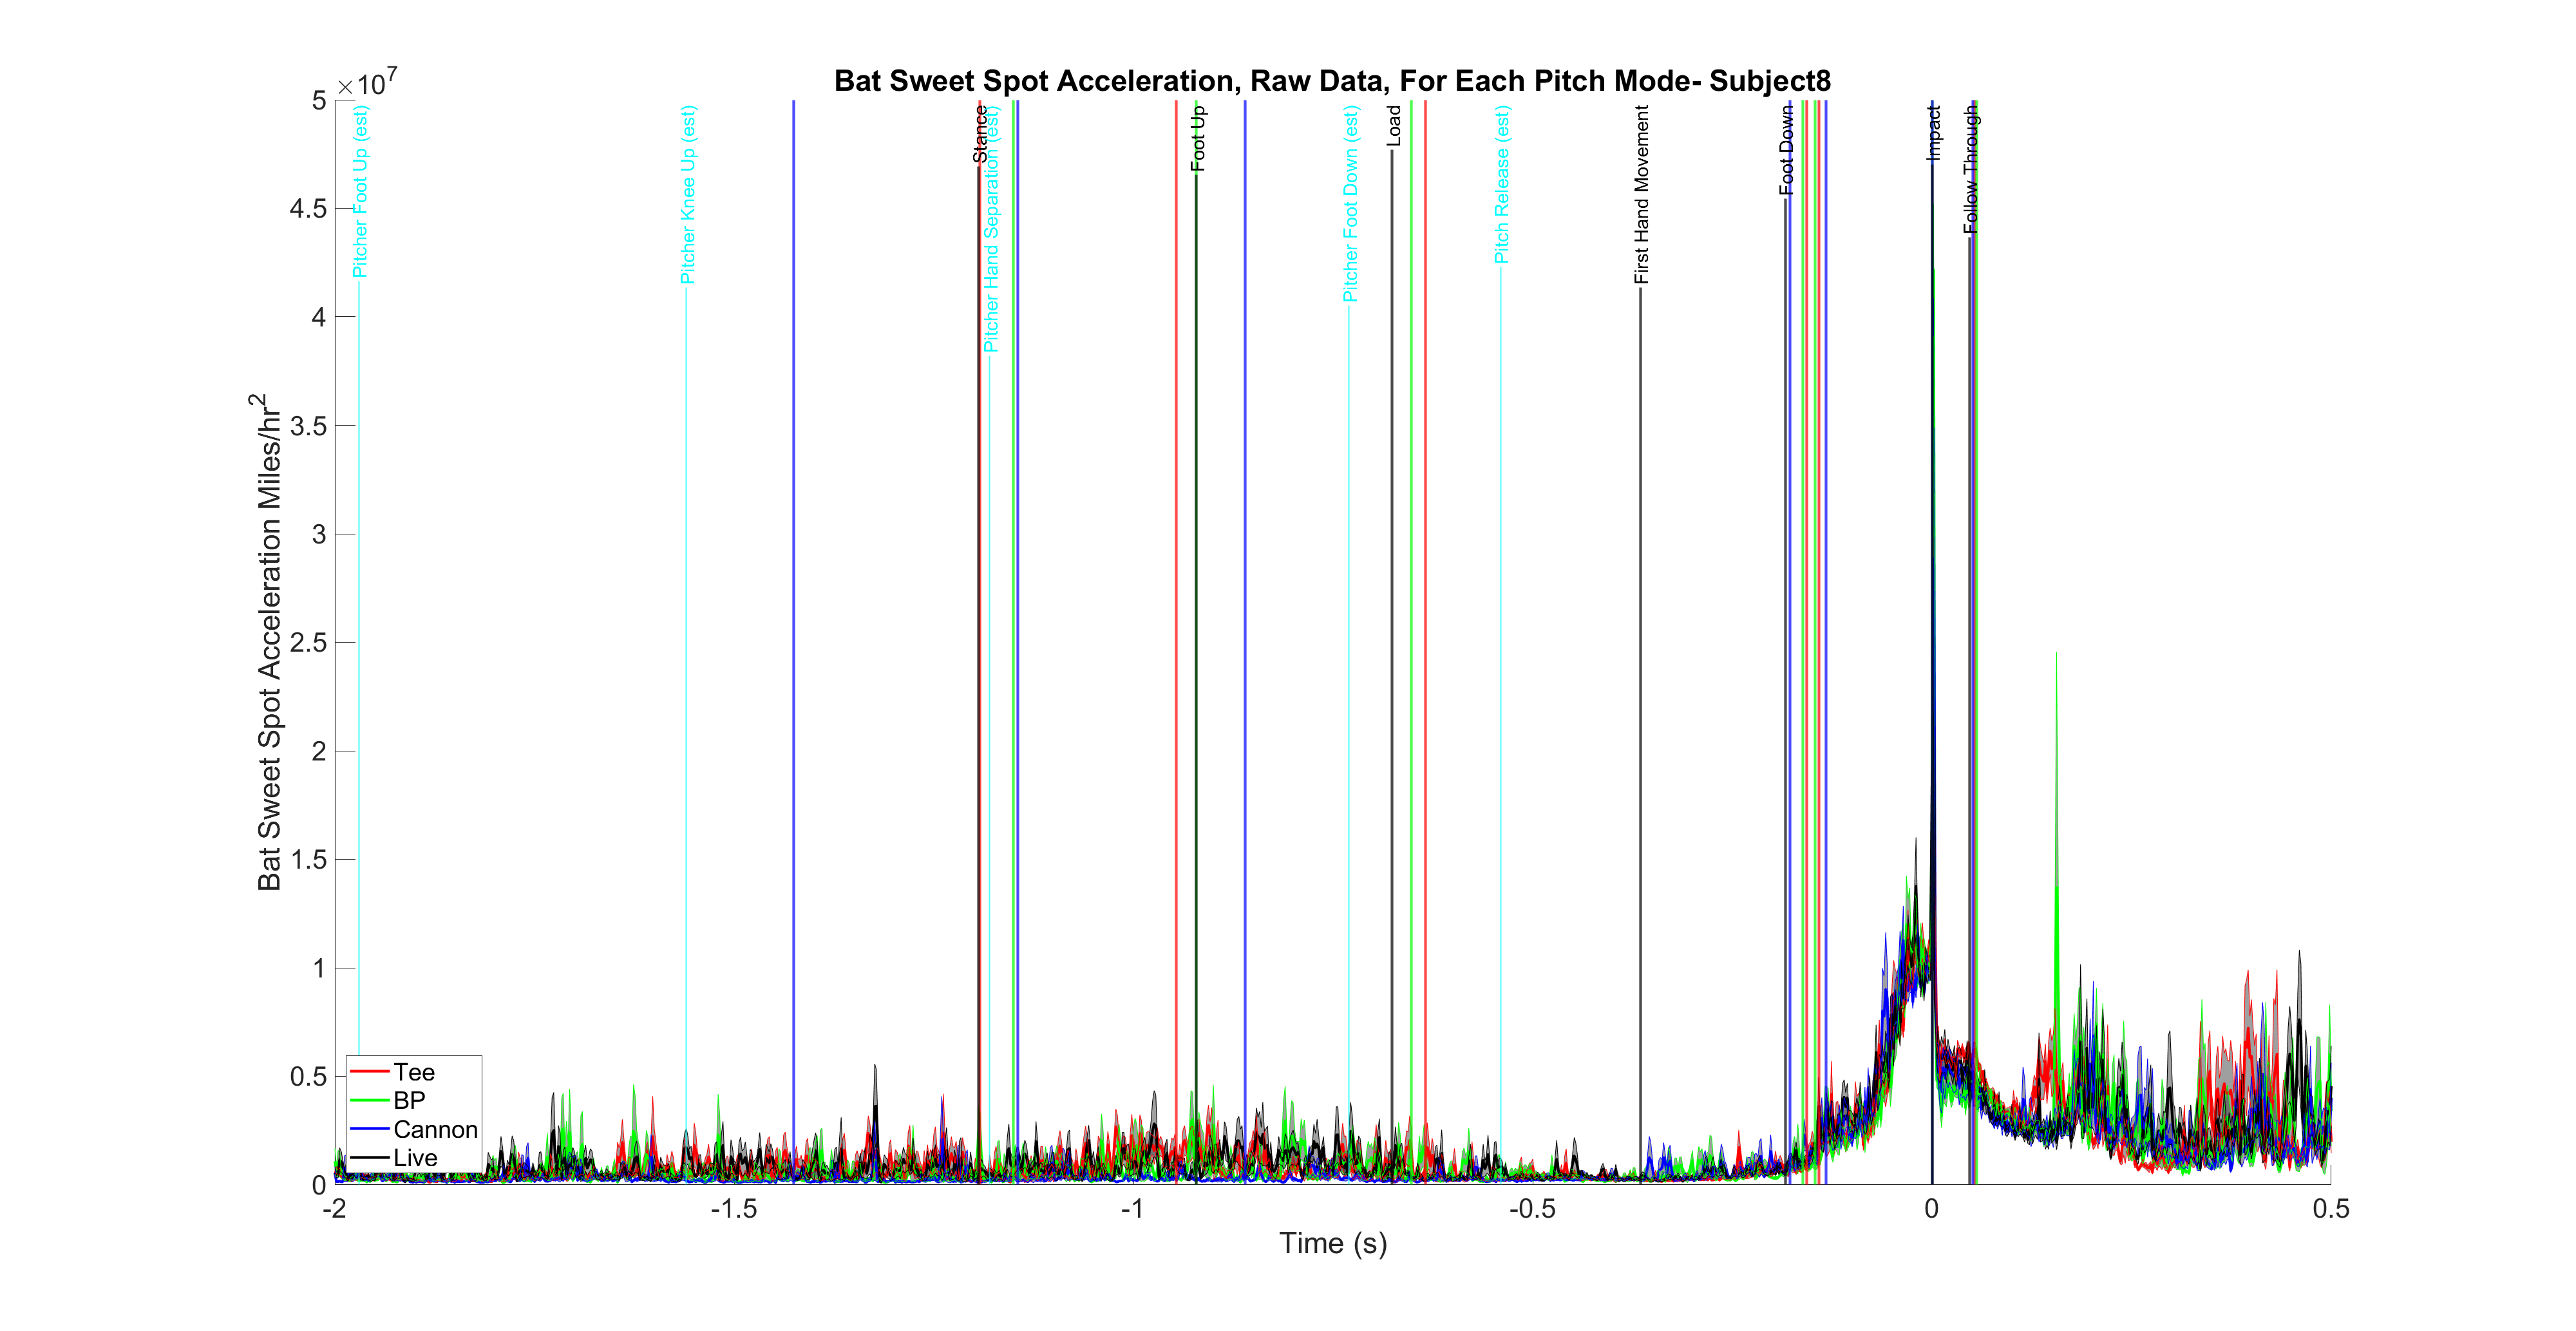 Bat Sweet Spot Acceleration, Raw Data, For Each Pitch Mode- Subject8
×10^7
5
4.5
4
3.5
3
2.5
2
1.5
1
0.5
0
Bat Sweet Spot Acceleration Miles/hr^2
Pitcher Foot Up (est)
Pitcher Knee Up (est)
Stance
Pitcher Hand Separation (est)
Foot Up
Pitcher Foot Down (est)
Load
Pitch Release (est)
First Hand Movement
Foot Down
Impact
Follow Through
Tee
BP
Cannon
Live
-2
-1.5
-1
-0.5
0
0.5
Time (s)